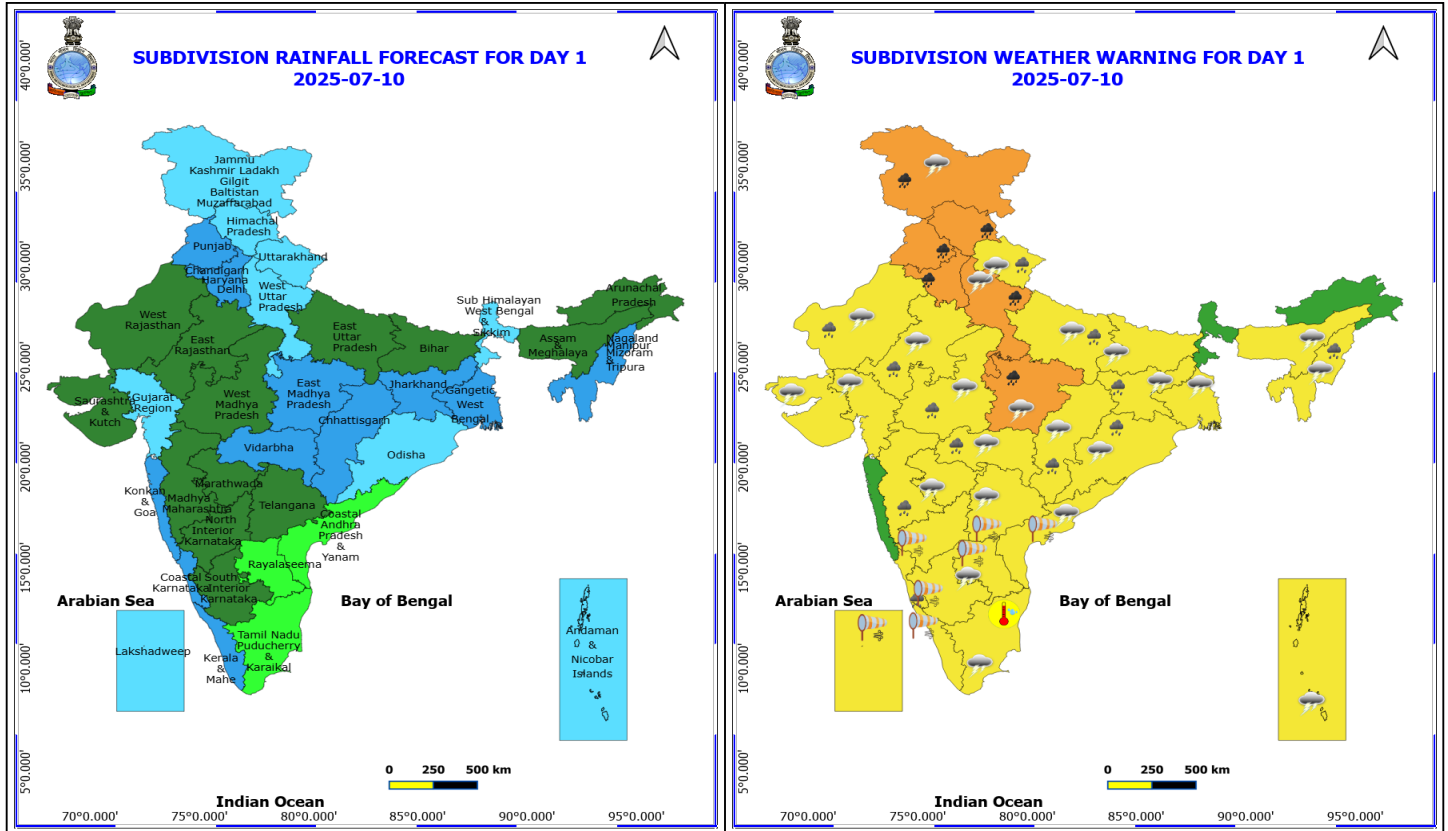 SUBDIVISION RAINFALL FORECAST FOR DAY 1
2025-07-10
40°0.000'
35°0.000'
30°0.000'
25°0.000'
20°0.000'
15°0.000'
10°0.000'
5°0.000'
Jammu
Kashmir Ladakh
Gilgit
Baltistan
Muzaffarabad
Himachal
Pradesh
Punjab
Uttarakhand
Chandigarh
Haryana
Delhi
West
Uttar
Pradesh
West
Rajasthan
East
Rajasthan
East
Uttar
Pradesh
Bihar
Sub Himalayan
West Bengal
&
Sikkim
Arunachal
Pradesh
Assam
&
Meghalaya
Nagaland
Manipur
Mizoram
&
Tripura
Saurashtra
&
Kutch
Gujarat
Region
West
Madhya
Pradesh
East
Madhya
Pradesh
Jharkhand
Gangetic
West
Bengal
Chhattisgarh
Vidarbha
Odisha
Konkan
&
Goa
Marathwada
Madhya
Maharashtra
Telangana
North
Interior
Karnataka
Coastal
Andhra
Pradesh
&
Yanam
Rayalaseema
Coastal
Karnataka
South
Interior
Karnataka
Arabian Sea
Bay of Bengal
Lakshadweep
Kerala
&
Mahe
Tamil Nadu
Puducherry
&
Karaikal
Andaman
&
Nicobar
Islands
0 250 500 km
Indian Ocean
70°0.000' 75°0.000' 80°0.000' 85°0.000' 90°0.000' 95°0.000'
SUBDIVISION WEATHER WARNING FOR DAY 1
2025-07-10
40°0.000'
35°0.000'
30°0.000'
25°0.000'
20°0.000'
15°0.000'
10°0.000'
5°0.000'
Arabian Sea
Bay of Bengal
0 250 500 km
Indian Ocean
70°0.000' 75°0.000' 80°0.000' 85°0.000' 90°0.000' 95°0.000'